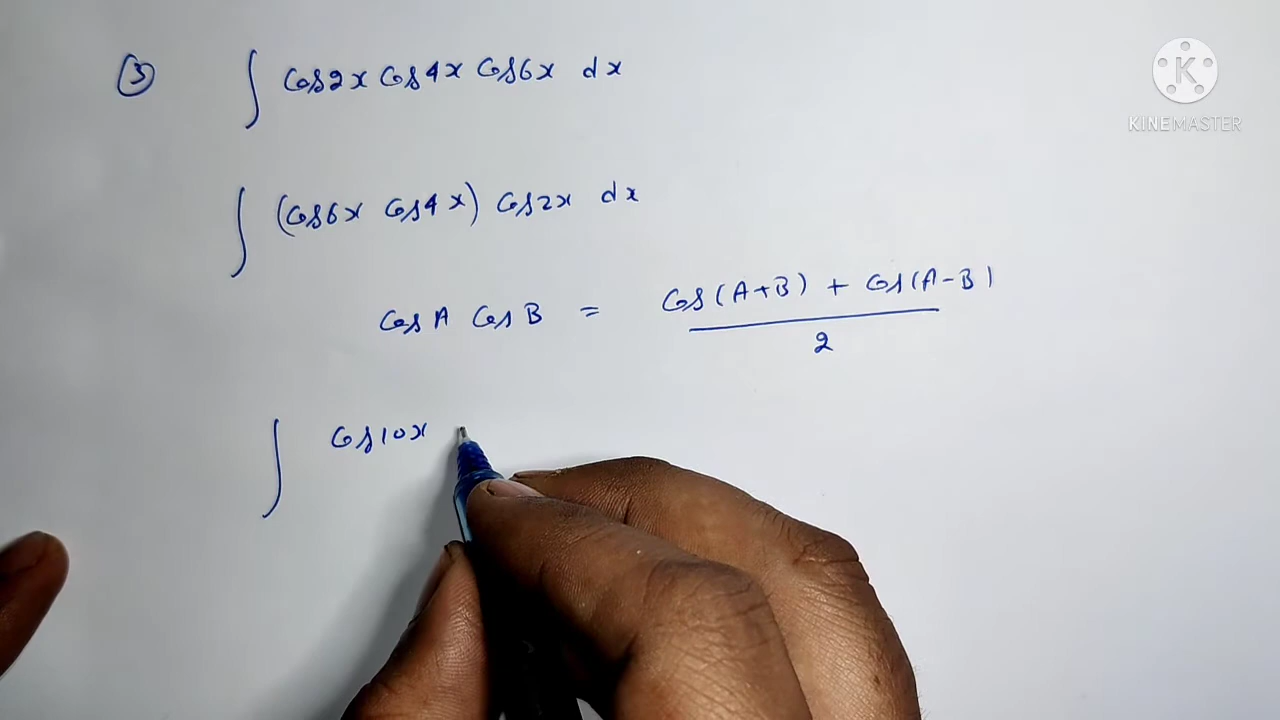 ③ ∫ Cos2x Cos4x Cos6x dx
KINEMASTER
∫ (Cos6x Cos4x) Cos2x dx
Cos A Cos B = Cos(A+B) + Cos(A-B) / 2
∫ Cos10x